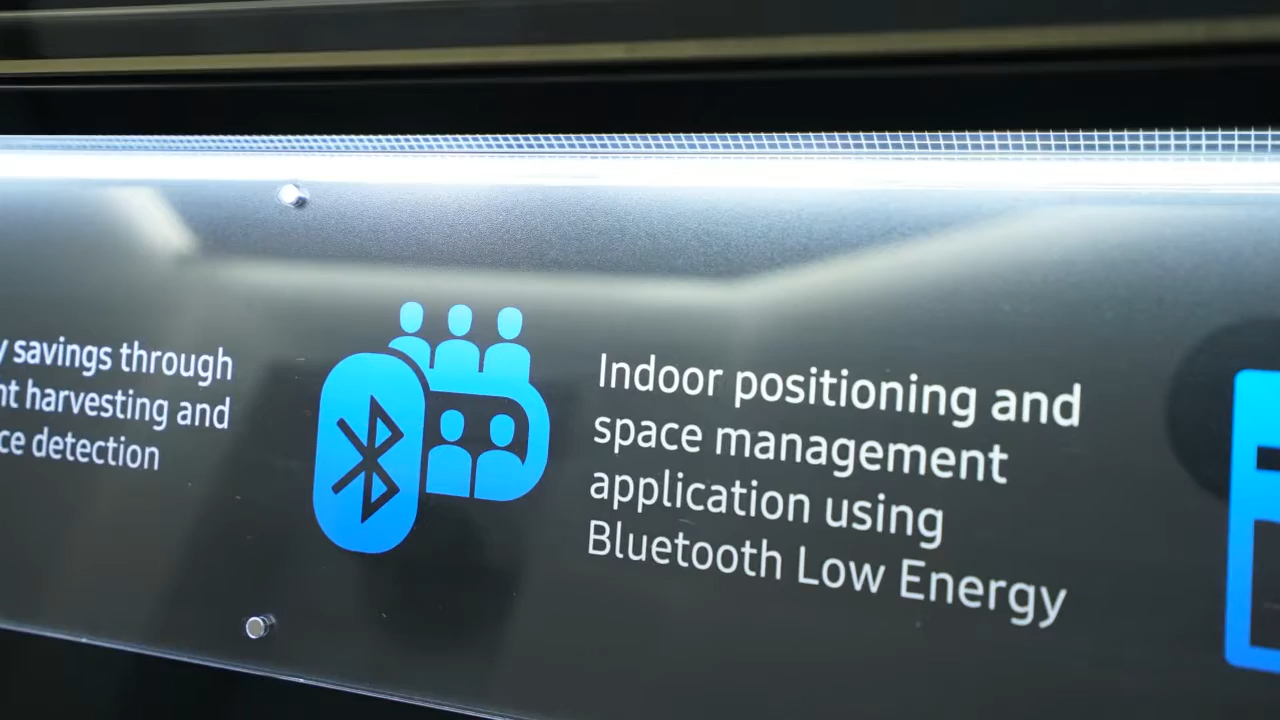 savings through
harvesting and
detection
Indoor positioning and
space management
application using
Bluetooth Low Energy